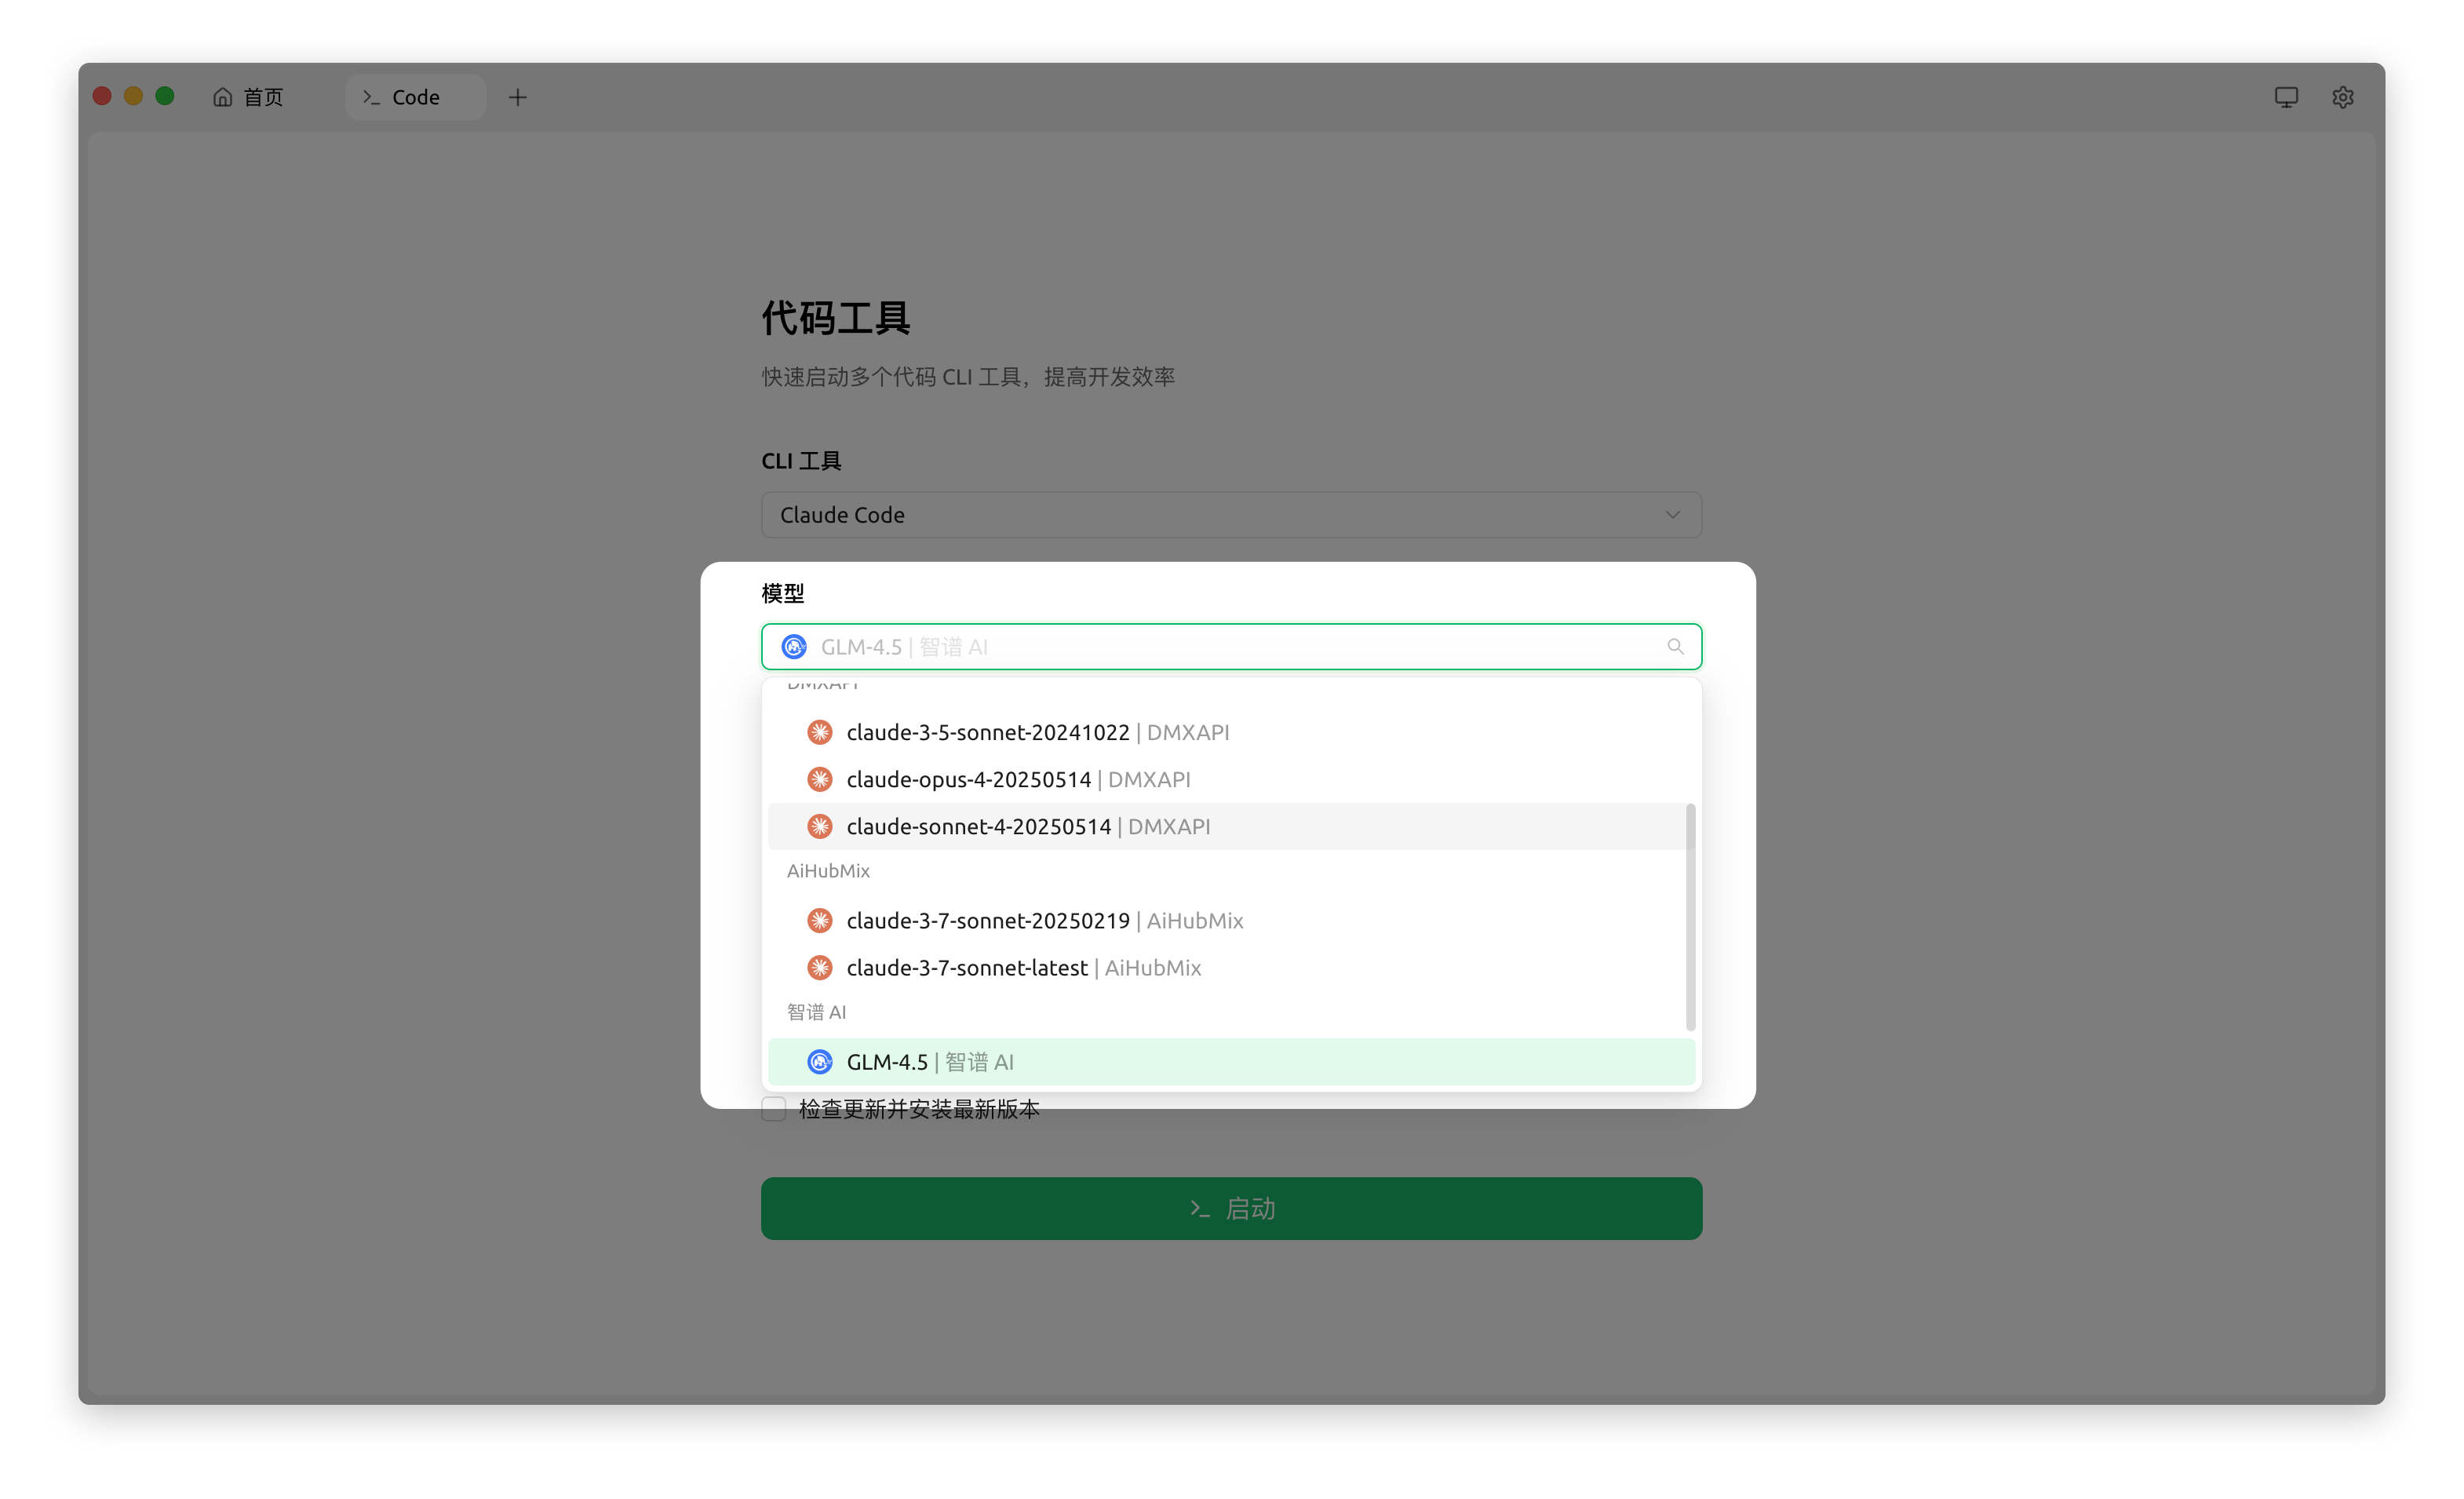 首页
Code
代码工具
快速启动多个代码 CLI 工具，提高开发效率
CLI 工具
Claude Code
模型
GLM-4.5 | 智谱 AI
DMXAPI
claude-3-5-sonnet-20241022 | DMXAPI
claude-opus-4-20250514 | DMXAPI
claude-sonnet-4-20250514 | DMXAPI
AiHubMix
claude-3-7-sonnet-20250219 | AiHubMix
claude-3-7-sonnet-latest | AiHubMix
智谱 AI
GLM-4.5 | 智谱 AI
检查更新并安装最新版本
启动